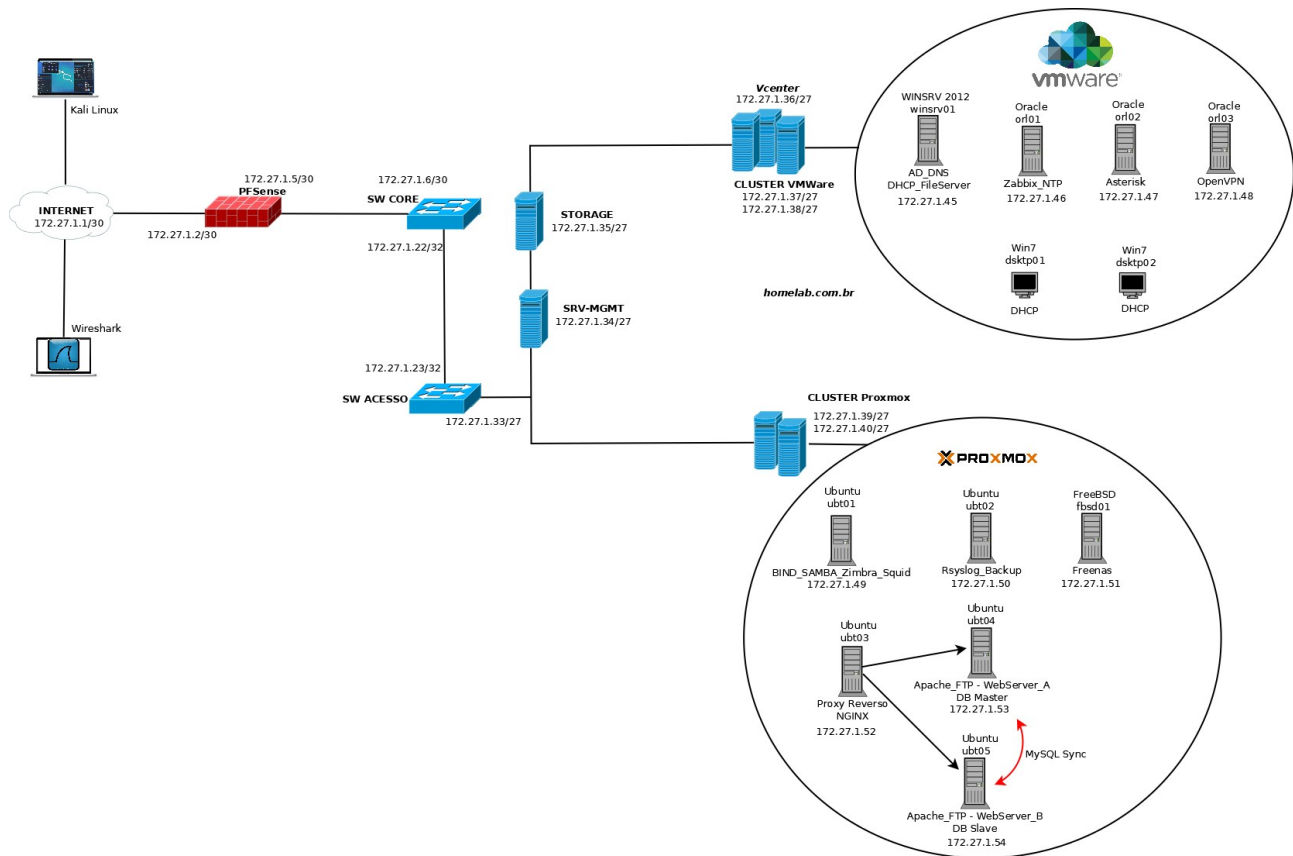 Kali Linux
INTERNET
172.27.1.1/30
Wireshark
172.27.1.5/30
PFSense
172.27.1.2/30
172.27.1.6/30
SW CORE
172.27.1.22/32
172.27.1.23/32
SW ACESSO
172.27.1.33/27
STORAGE
172.27.1.35/27
SRV-MGMT
172.27.1.34/27
Vcenter
172.27.1.36/27
CLUSTER VMWare
172.27.1.37/27
172.27.1.38/27
homelab.com.br
vmware
WINSRV 2012
winsrv01
AD_DNS
DHCP_FileServer
172.27.1.45
Oracle
orl01
Zabbix_NTP
172.27.1.46
Oracle
orl02
Asterisk
172.27.1.47
Oracle
orl03
OpenVPN
172.27.1.48
Win7
dsktp01
DHCP
Win7
dsktp02
DHCP
CLUSTER Proxmox
172.27.1.39/27
172.27.1.40/27
PROXMOX
Ubuntu
ubt01
BIND_SAMBA_Zimbra_Squid
172.27.1.49
Ubuntu
ubt02
Rsyslog_Backup
172.27.1.50
FreeBSD
fbsd01
Freenas
172.27.1.51
Ubuntu
ubt03
Proxy Reverso
NGINX
172.27.1.52
Ubuntu
ubt04
Apache_FTP - WebServer_A
DB Master
172.27.1.53
MySQL Sync
Ubuntu
ubt05
Apache_FTP - WebServer_B
DB Slave
172.27.1.54